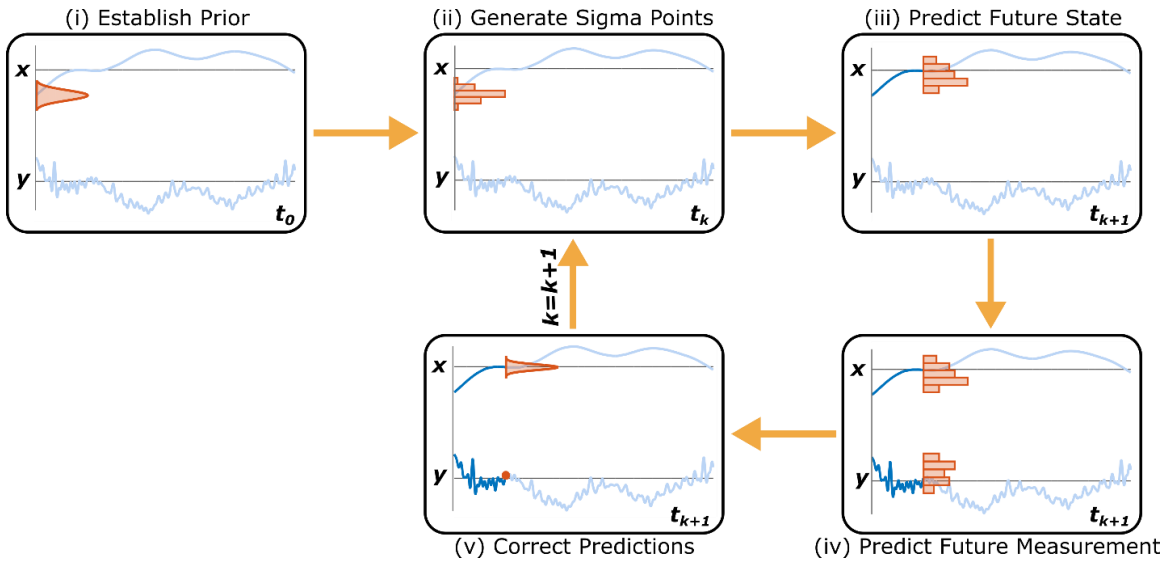 (i) Establish Prior
(ii) Generate Sigma Points
(iii) Predict Future State
x
y
t0
x
y
tk
x
y
tk+1
k=k+1
x
y
tk+1
(v) Correct Predictions
x
y
tk+1
(iv) Predict Future Measurement